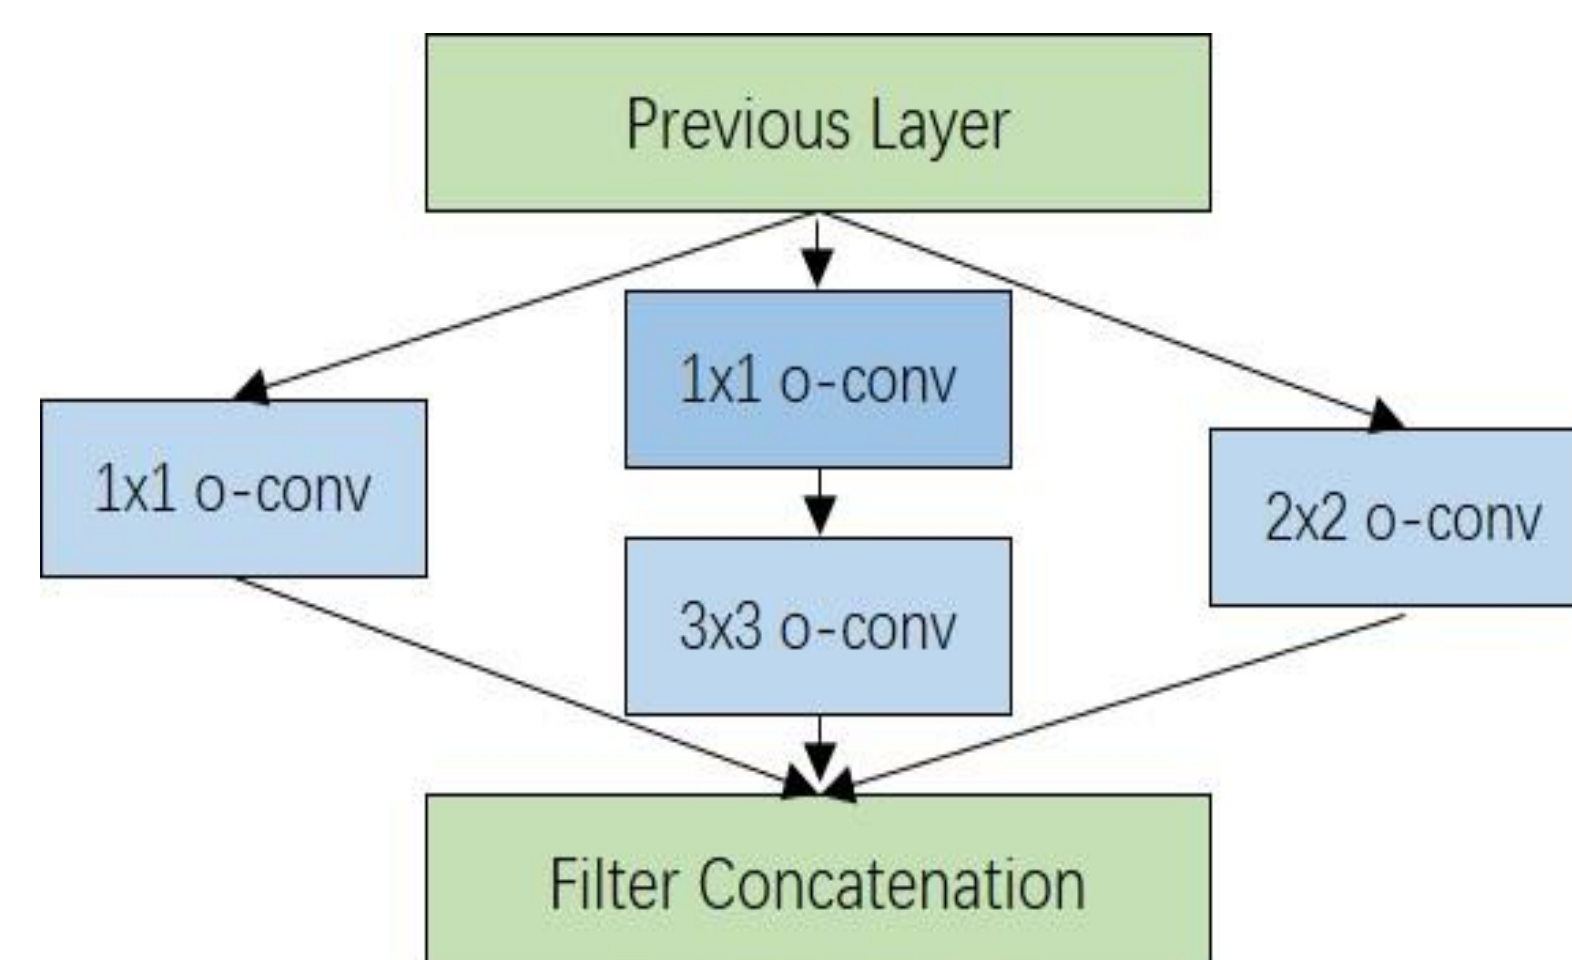 Previous Layer
1x1 o-conv
1x1 o-conv
2x2 o-conv
3x3 o-conv
Filter Concatenation